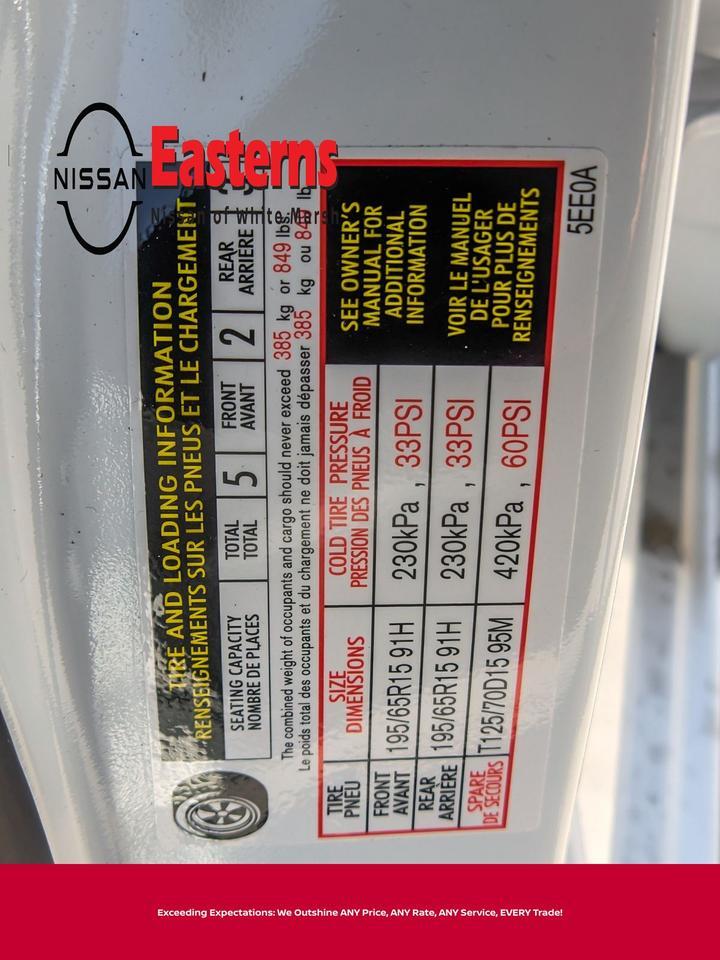 NISSAN
Easterns
Nissan of White Marsh
TIRE AND LOADING INFORMATION
RENSEIGNEMENTS SUR LES PNEUS ET LE CHARGEMENT
SEATING CAPACITY
NOMBRE DE PLACES
TOTAL
TOTAL
5
FRONT
AVANT
2
REAR
ARRIERE
The combined weight of occupants and cargo should never exceed 385 kg or 849 lbs.
Le poids total des occupants et du chargement ne doit jamais dépasser 385 kg ou 849 lb
TIRE
PNEU
SIZE
DIMENSIONS
COLD TIRE PRESSURE
PRESSION DES PNEUS À FROID
FRONT
AVANT
195/65R15 91H
230kPa , 33PSI
REAR
ARRIÈRE
195/65R15 91H
230kPa , 33PSI
SPARE
DE SECOURS
T125/70D15 95M
420kPa , 60PSI
SEE OWNER'S
MANUAL FOR
ADDITIONAL
INFORMATION
VOIR LE MANUEL
DE L'USAGER
POUR PLUS DE
RENSEIGNEMENTS
5EE0A
Exceeding Expectations: We Outshine ANY Price, ANY Rate, ANY Service, EVERY Trade!